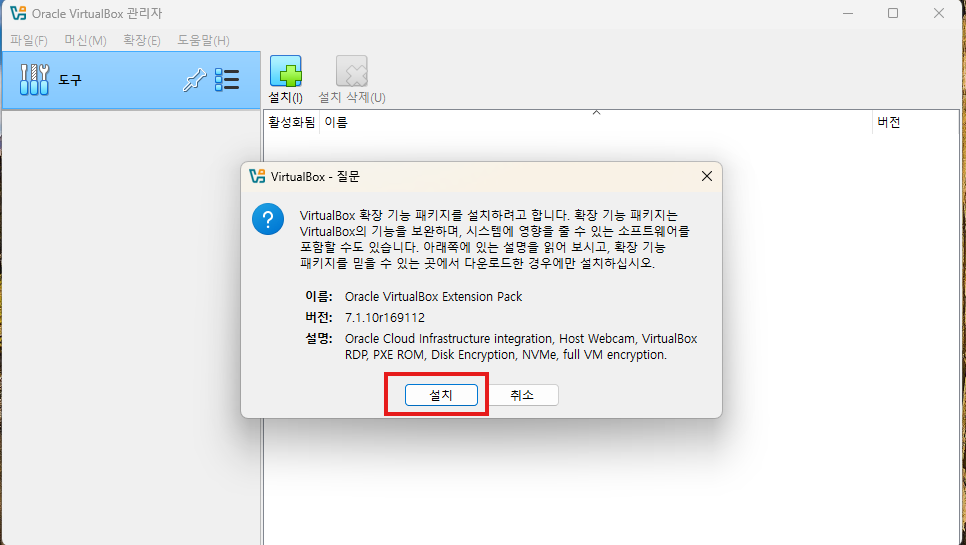 Oracle VirtualBox 관리자
파일(F) 머신(M) 확장(E) 도움말(H)
도구
설치(I) 설치 삭제(U)
활성화됨 이름 버전
VirtualBox - 질문
VirtualBox 확장 기능 패키지를 설치하려고 합니다. 확장 기능 패키지는
VirtualBox의 기능을 보완하며, 시스템에 영향을 줄 수 있는 소프트웨어를
포함할 수도 있습니다. 아래쪽에 있는 설명을 읽어 보시고, 확장 기능
패키지를 믿을 수 있는 곳에서 다운로드한 경우에만 설치하십시오.
이름: Oracle VirtualBox Extension Pack
버전: 7.1.10r169112
설명: Oracle Cloud Infrastructure integration, Host Webcam, VirtualBox
RDP, PXE ROM, Disk Encryption, NVMe, full VM encryption.
설치 취소